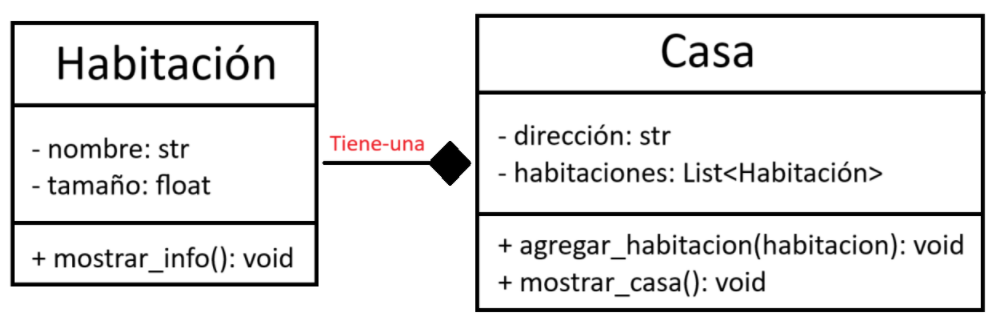 Habitación
- nombre: str
- tamaño: float
+ mostrar_info(): void
Tiene-una
Casa
- dirección: str
- habitaciones: List<Habitación>
+ agregar_habitacion(habitacion): void
+ mostrar_casa(): void